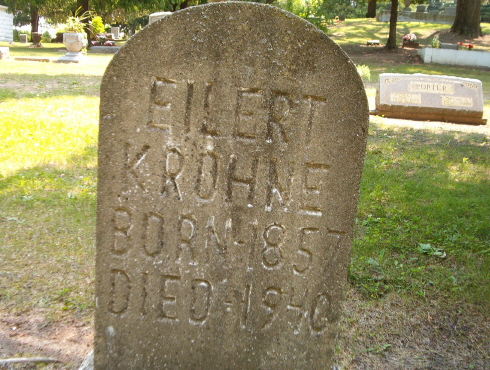 EILERT
KROHNE
BORN-1857
DIED-1940
PORTER